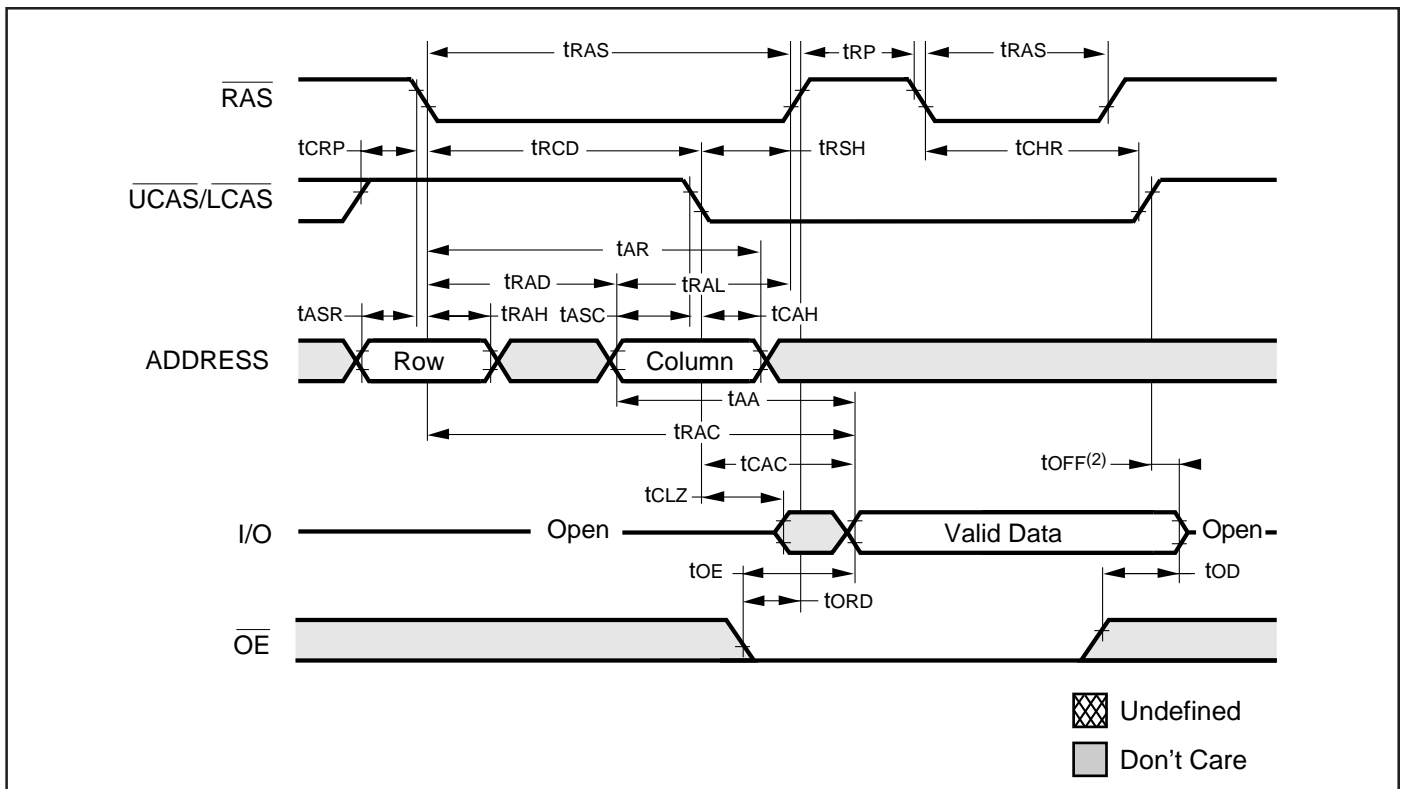 tRAS tRP tRAS
RAS
tCRP tRCD tRSH tCHR
UCAS/LCAS
tAR
tRAD tRAL
tASR tRAH tASC tCAH
ADDRESS Row Column
tAA
tRAC
tCAC tOFF(2)
tCLZ
I/O Open Valid Data Open
tOE tOD
tORD
OE
Undefined
Don't Care